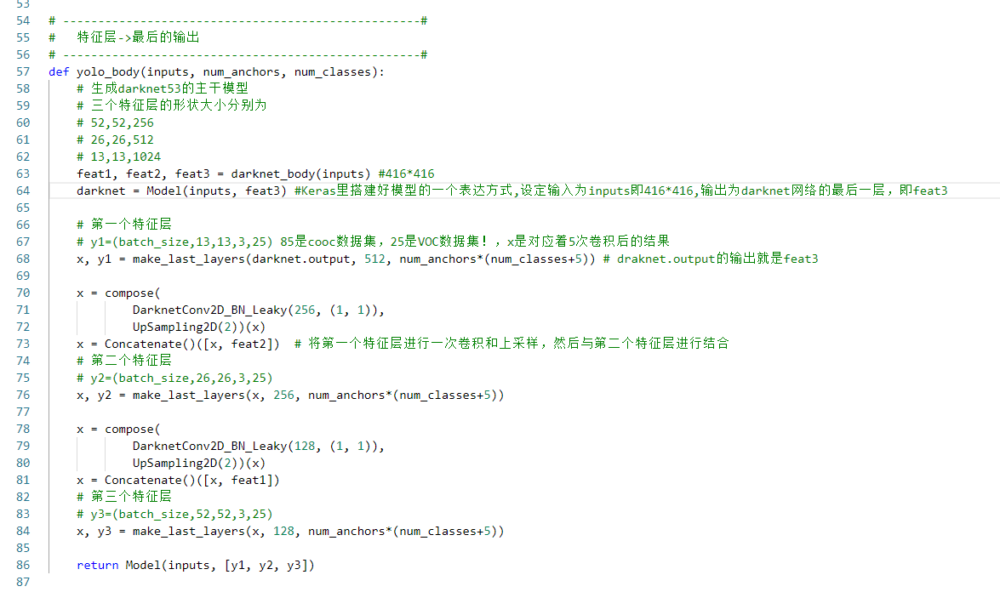 53
54 # ---------------------------------------------------#
55 #   特征层->最后的输出
56 # ---------------------------------------------------#
57 def yolo_body(inputs, num_anchors, num_classes):
58     # 生成darknet53的主干模型
59     # 三个特征层的形状大小分别为
60     # 52,52,256
61     # 26,26,512
62     # 13,13,1024
63     feat1, feat2, feat3 = darknet_body(inputs) #416*416
64     darknet = Model(inputs, feat3) #Keras里搭建好模型的一个表达方式,设定输入为inputs即416*416,输出为darknet网络的最后一层，即feat3
65
66     # 第一个特征层
67     # y1=(batch_size,13,13,3,25) 85是cooc数据集，25是VOC数据集！，x是对应着5次卷积后的结果
68     x, y1 = make_last_layers(darknet.output, 512, num_anchors*(num_classes+5)) # draknet.output的输出就是feat3
69
70     x = compose(
71             DarknetConv2D_BN_Leaky(256, (1, 1)),
72             UpSampling2D(2))(x)
73     x = Concatenate()([x, feat2])  # 将第一个特征层进行一次卷积和上采样，然后与第二个特征层进行结合
74     # 第二个特征层
75     # y2=(batch_size,26,26,3,25)
76     x, y2 = make_last_layers(x, 256, num_anchors*(num_classes+5))
77
78     x = compose(
79             DarknetConv2D_BN_Leaky(128, (1, 1)),
80             UpSampling2D(2))(x)
81     x = Concatenate()([x, feat1])
82     # 第三个特征层
83     # y3=(batch_size,52,52,3,25)
84     x, y3 = make_last_layers(x, 128, num_anchors*(num_classes+5))
85
86     return Model(inputs, [y1, y2, y3])
87